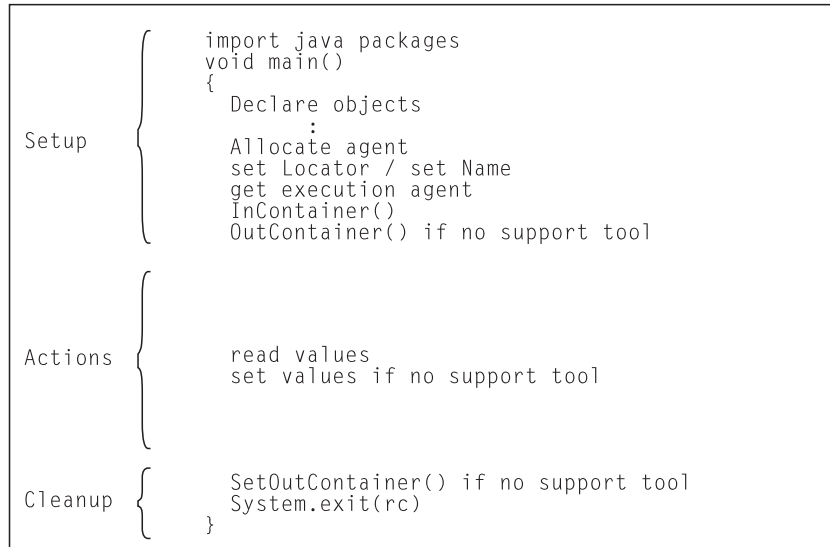 import java packages
void main()
{
Declare objects
:
Setup
Allocate agent
set Locator / set Name
get execution agent
InContainer()
OutContainer() if no support tool
Actions
read values
set values if no support tool
SetOutContainer() if no support tool
Cleanup
System.exit(rc)
}